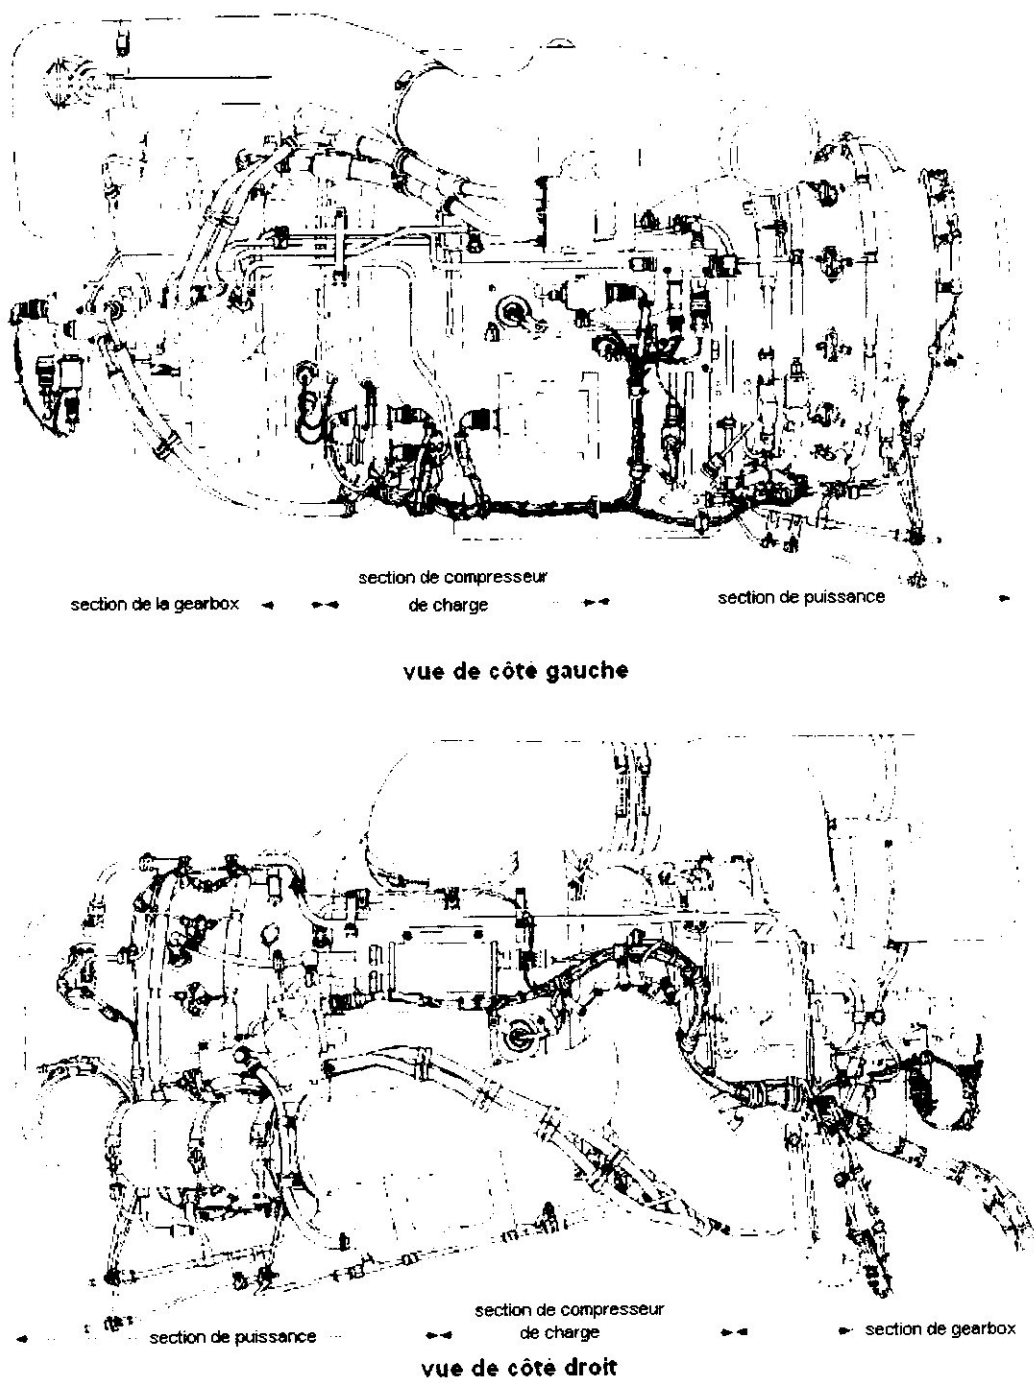 section de compresseur
section de la gearbox
de charge
section de puissance
vue de côté gauche
section de compresseur
section de puissance
de charge
section de gearbox
vue de côté droit